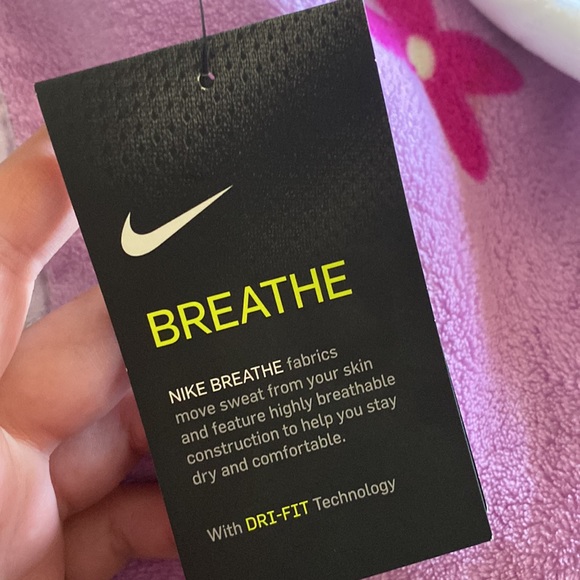 BREATHE
NIKE BREATHE fabrics
move sweat from your skin
and feature highly breathable
construction to help you stay
dry and comfortable.
With DRI-FIT Technology